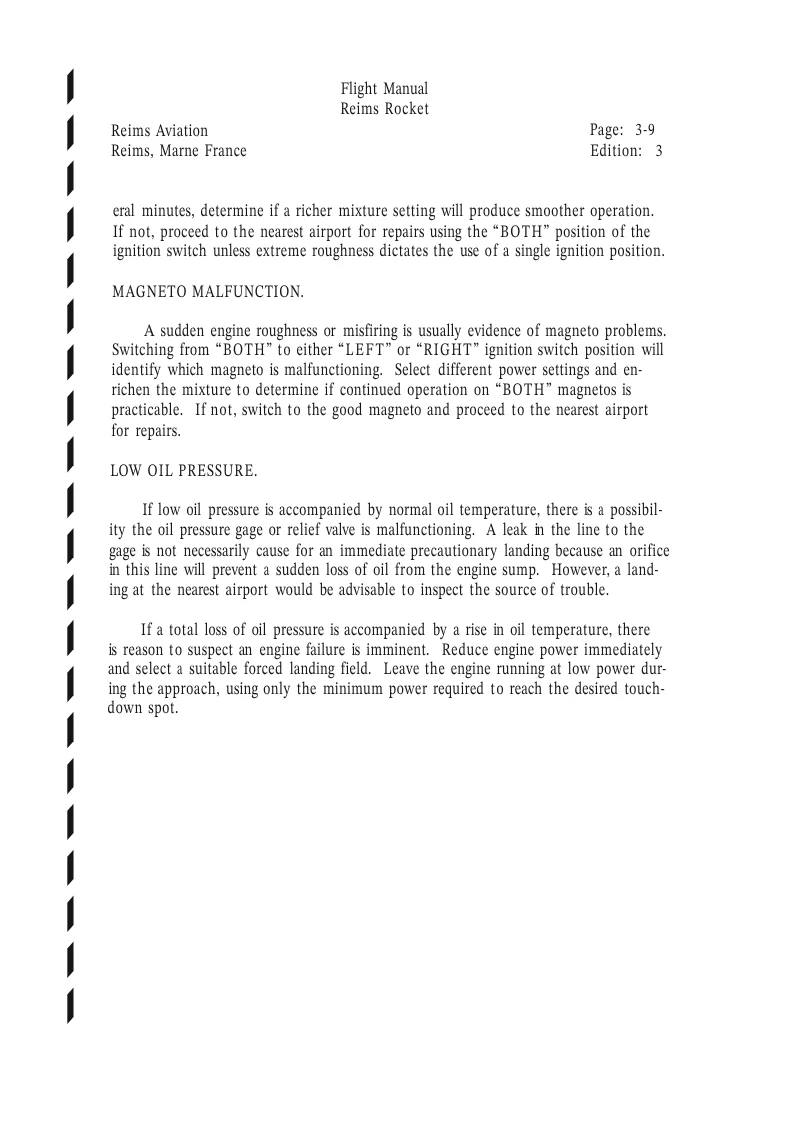 Flight Manual
Reims Rocket
Reims Aviation
Page: 3-9
Reims, Marne France
Edition: 3
eral minutes, determine if a richer mixture setting will produce smoother operation.
If not, proceed to the nearest airport for repairs using the “BOTH” position of the
ignition switch unless extreme roughness dictates the use of a single ignition position.
MAGNETO MALFUNCTION.
A sudden engine roughness or misfiring is usually evidence of magneto problems.
Switching from “BOTH” to either “LEFT” or “RIGHT” ignition switch position will
identify which magneto is malfunctioning. Select different power settings and en-
richen the mixture to determine if continued operation on “BOTH” magnetos is
practicable. If not, switch to the good magneto and proceed to the nearest airport
for repairs.
LOW OIL PRESSURE.
If low oil pressure is accompanied by normal oil temperature, there is a possibil-
ity the oil pressure gage or relief valve is malfunctioning. A leak in the line to the
gage is not necessarily cause for an immediate precautionary landing because an orifice
in this line will prevent a sudden loss of oil from the engine sump. However, a land-
ing at the nearest airport would be advisable to inspect the source of trouble.
If a total loss of oil pressure is accompanied by a rise in oil temperature, there
is reason to suspect an engine failure is imminent. Reduce engine power immediately
and select a suitable forced landing field. Leave the engine running at low power dur-
ing the approach, using only the minimum power required to reach the desired touch-
down spot.